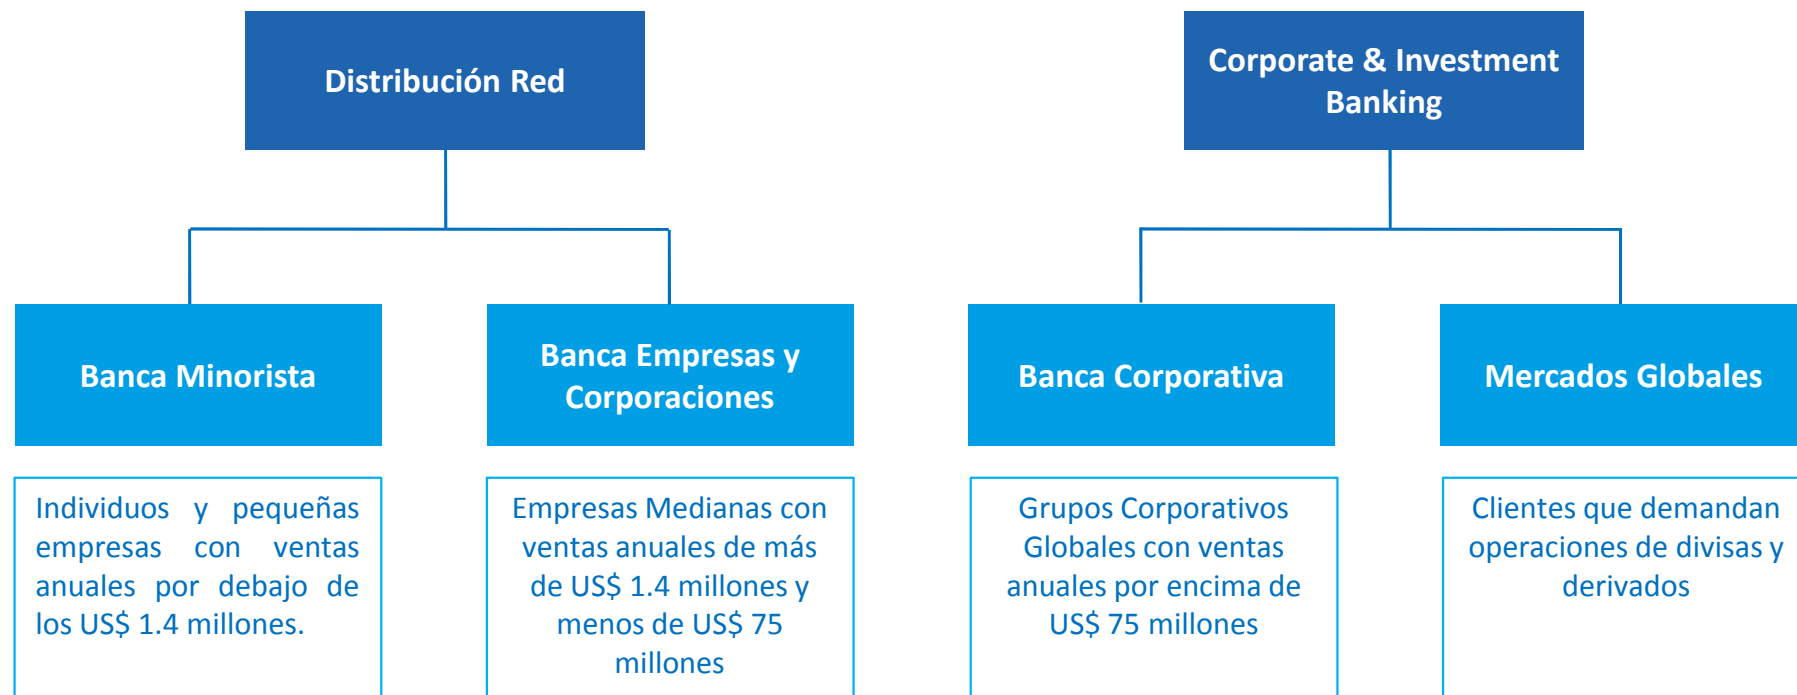 Distribución Red
Corporate & Investment
Banking
Banca Minorista
Banca Empresas y
Corporaciones
Banca Corporativa
Mercados Globales
Individuos y pequeñas
empresas con ventas
anuales por debajo de
los US$ 1.4 millones.
Empresas Medianas con
ventas anuales de más
de US$ 1.4 millones y
menos de US$ 75
millones
Grupos Corporativos
Globales con ventas
anuales por encima de
US$ 75 millones
Clientes que demandan
operaciones de divisas y
derivados